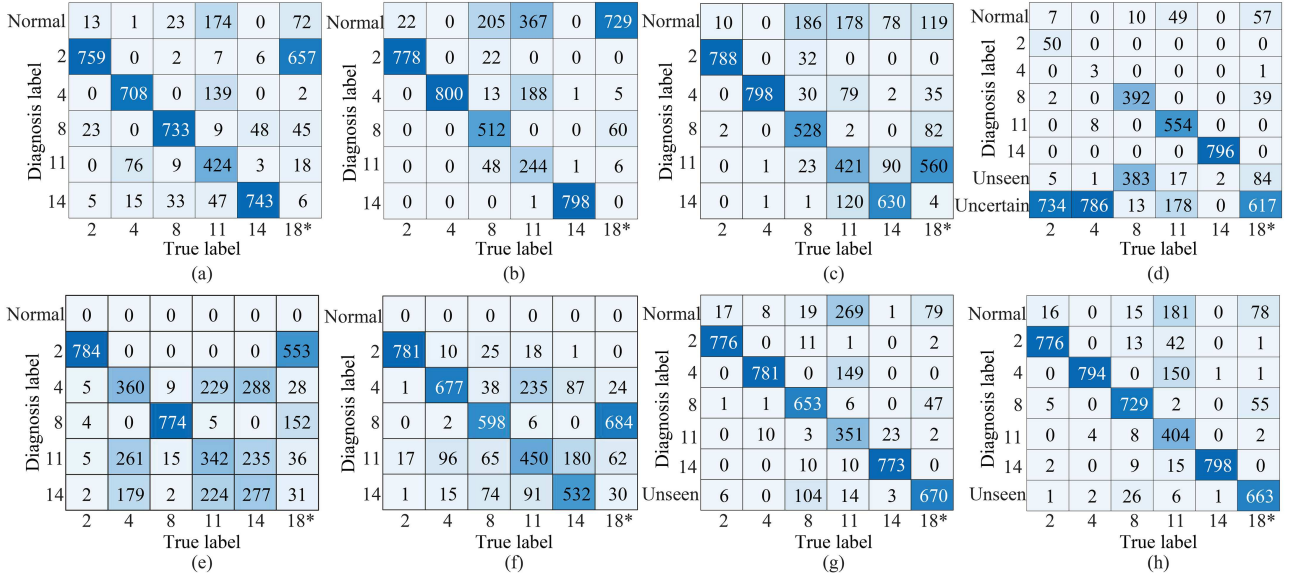 Normal 13 1 23 174 0 72
2 759 0 2 7 6 657
4 0 708 0 139 0 2
8 23 0 733 9 48 45
11 0 76 9 424 3 18
14 5 15 33 47 743 6
2 4 8 11 14 18*
Diagnosis label
True label
(a)
22 0 205 367 0 729
2 778 0 22 0 0 0
4 0 800 13 188 1 5
8 0 0 512 0 0 60
11 0 0 48 244 1 6
14 0 0 0 1 798 0
Normal
2 4 8 11 14 18*
Diagnosis label
True label
(b)
Normal 10 0 186 178 78 119
2 788 0 32 0 0 0
4 0 798 30 79 2 35
8 2 0 528 2 0 82
11 0 1 23 421 90 560
14 0 1 1 120 630 4
2 4 8 11 14 18*
Diagnosis label
True label
(c)
Normal 7 0 10 49 0 57
2 50 0 0 0 0 0
4 0 3 0 0 0 1
8 2 0 392 0 0 39
11 0 8 0 554 0 0
14 0 0 0 0 796 0
Unseen 5 1 383 17 2 84
Uncertain 734 786 13 178 0 617
2 4 8 11 14 18*
Diagnosis label
True label
(d)
Normal 0 0 0 0 0 0
2 784 0 0 0 0 553
4 5 360 9 229 288 28
8 4 0 774 5 0 152
11 5 261 15 342 235 36
14 2 179 2 224 277 31
2 4 8 11 14 18*
Diagnosis label
True label
(e)
Normal 0 0 0 0 0 0
2 781 10 25 18 1 0
4 1 677 38 235 87 24
8 0 2 598 6 0 684
11 17 96 65 450 180 62
14 1 15 74 91 532 30
2 4 8 11 14 18*
Diagnosis label
True label
(f)
Normal 17 8 19 269 1 79
2 776 0 11 1 0 2
4 0 781 0 149 0 0
8 1 1 653 6 0 47
11 0 10 3 351 23 2
14 0 0 10 10 773 0
Unseen 6 0 104 14 3 670
2 4 8 11 14 18*
Diagnosis label
True label
(g)
Normal 16 0 15 181 0 78
2 776 0 13 42 0 1
4 0 794 0 150 1 1
8 5 0 729 2 0 55
11 0 4 8 404 0 2
14 2 0 9 15 798 0
Unseen 1 2 26 6 1 663
2 4 8 11 14 18*
Diagnosis label
True label
(h)